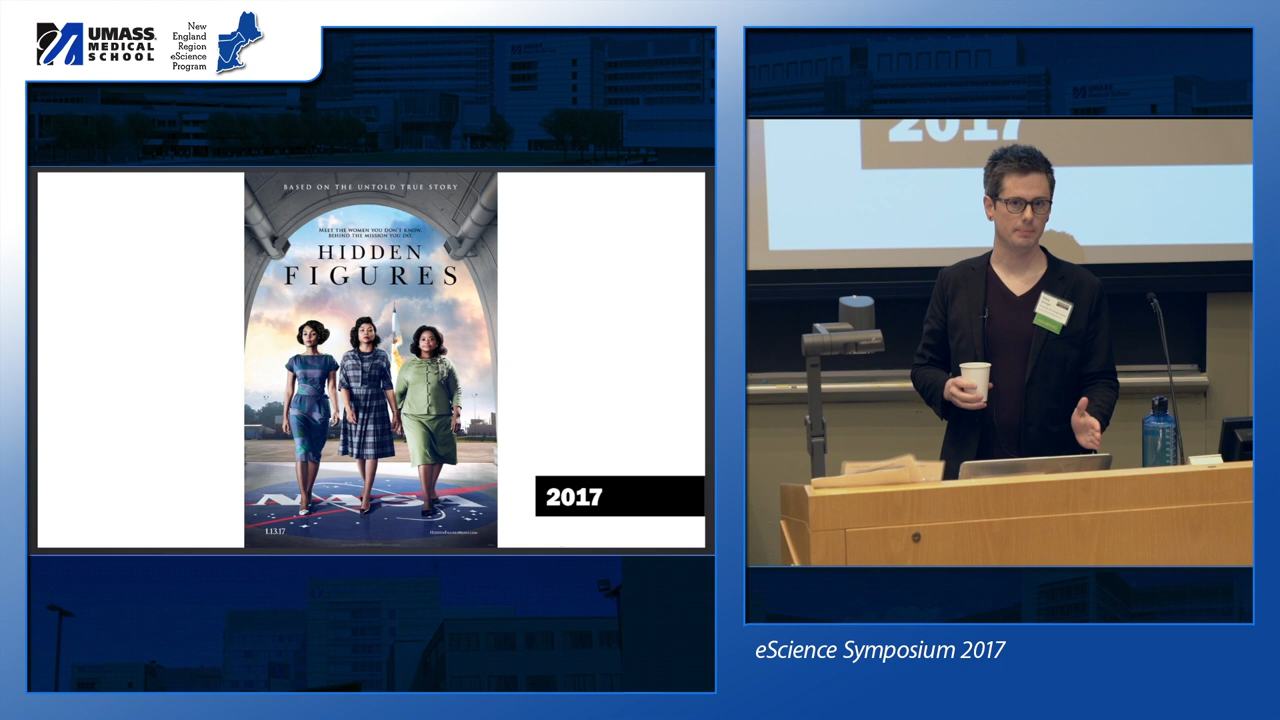 UMASS
MEDICAL
SCHOOL
New
England
Region
eScience
Program
BASED ON THE UNTOLD TRUE STORY
MEET THE WOMEN YOU DON'T KNOW,
BEHIND THE MISSION YOU DO.
HIDDEN
FIGURES
NASA
1.13.17
2017
2017
eScience Symposium 2017